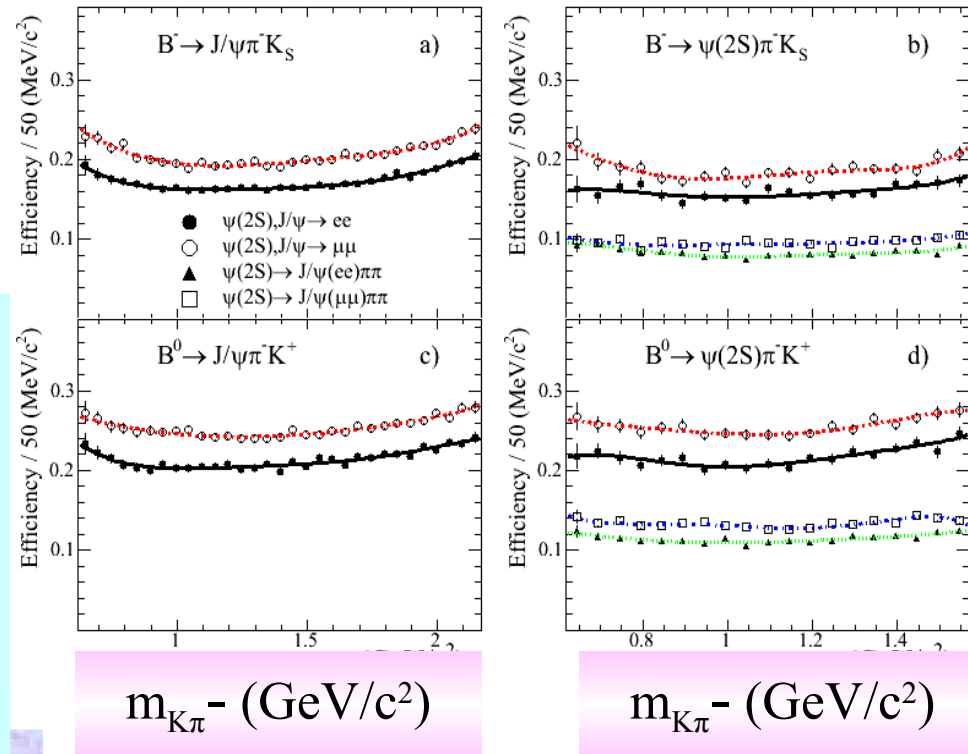 B⁻→ J/ψπ⁻K_S a)
Efficiency / 50 (MeV/c²)
0.3
0.2
0.1
ψ(2S),J/ψ→ ee
ψ(2S),J/ψ→ μμ
ψ(2S)→ J/ψ(ee)ππ
ψ(2S)→ J/ψ(μμ)ππ
B⁻→ ψ(2S)π⁻K_S b)
Efficiency / 50 (MeV/c²)
0.3
0.2
0.1
B⁰→ J/ψπ⁻K⁺ c)
Efficiency / 50 (MeV/c²)
0.3
0.2
0.1
1 1.5 2
B⁰→ ψ(2S)π⁻K⁺ d)
Efficiency / 50 (MeV/c²)
0.3
0.2
0.1
0.8 1 1.2 1.4
m_Kπ- (GeV/c²)
m_Kπ- (GeV/c²)